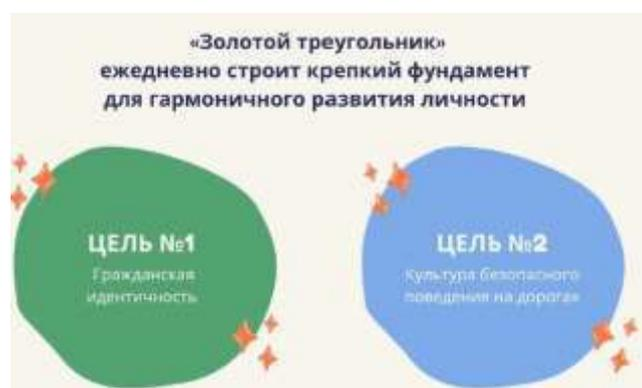 «Золотой треугольник»
ежедневно строит крепкий фундамент
для гармоничного развития личности
ЦЕЛЬ №1
Гражданская
идентичность
ЦЕЛЬ №2
Культура безопасного
поведения на дорогах